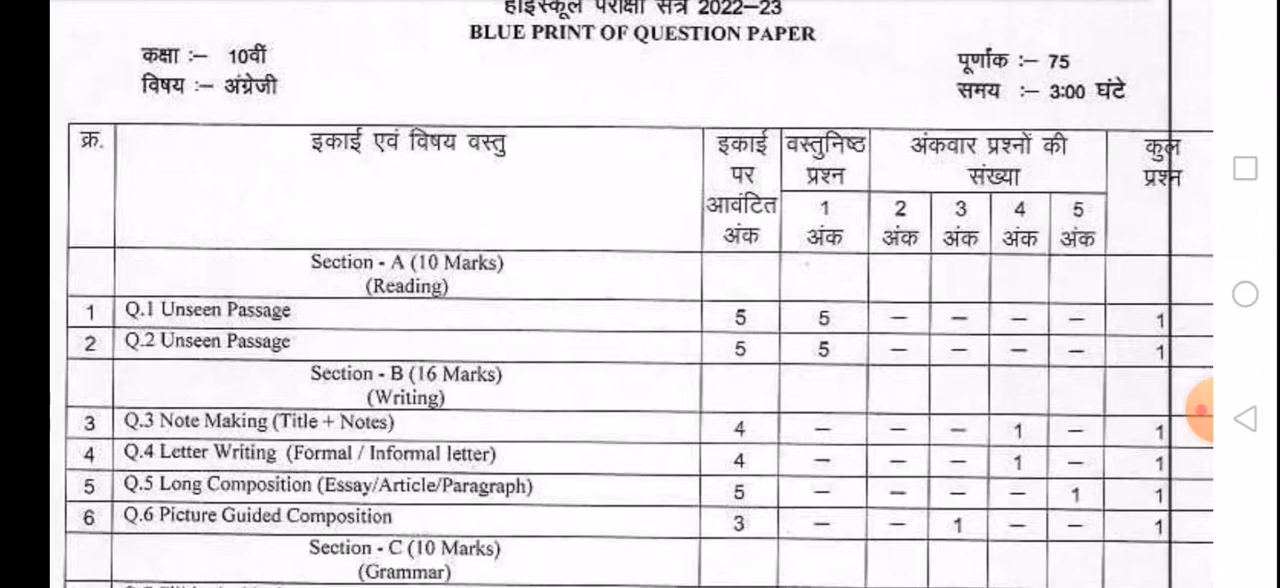 हाईस्कूल परीक्षा सत्र 2022–23
BLUE PRINT OF QUESTION PAPER
कक्षा :– 10वीं
पूर्णांक :– 75
विषय :– अंग्रेजी
समय :– 3:00 घंटे
क्र. इकाई एवं विषय वस्तु इकाई पर आवंटित अंक वस्तुनिष्ठ प्रश्न अंकवार प्रश्नों की संख्या कुल प्रश्न
1 अंक 2 अंक 3 अंक 4 अंक 5 अंक
Section - A (10 Marks)
(Reading)
1 Q.1 Unseen Passage 5 5 – – – – 1
2 Q.2 Unseen Passage 5 5 – – – – 1
Section - B (16 Marks)
(Writing)
3 Q.3 Note Making (Title + Notes) 4 – – – 1 – 1
4 Q.4 Letter Writing (Formal / Informal letter) 4 – – – 1 – 1
5 Q.5 Long Composition (Essay/Article/Paragraph) 5 – – – – 1 1
6 Q.6 Picture Guided Composition 3 – – 1 – – 1
Section - C (10 Marks)
(Grammar)